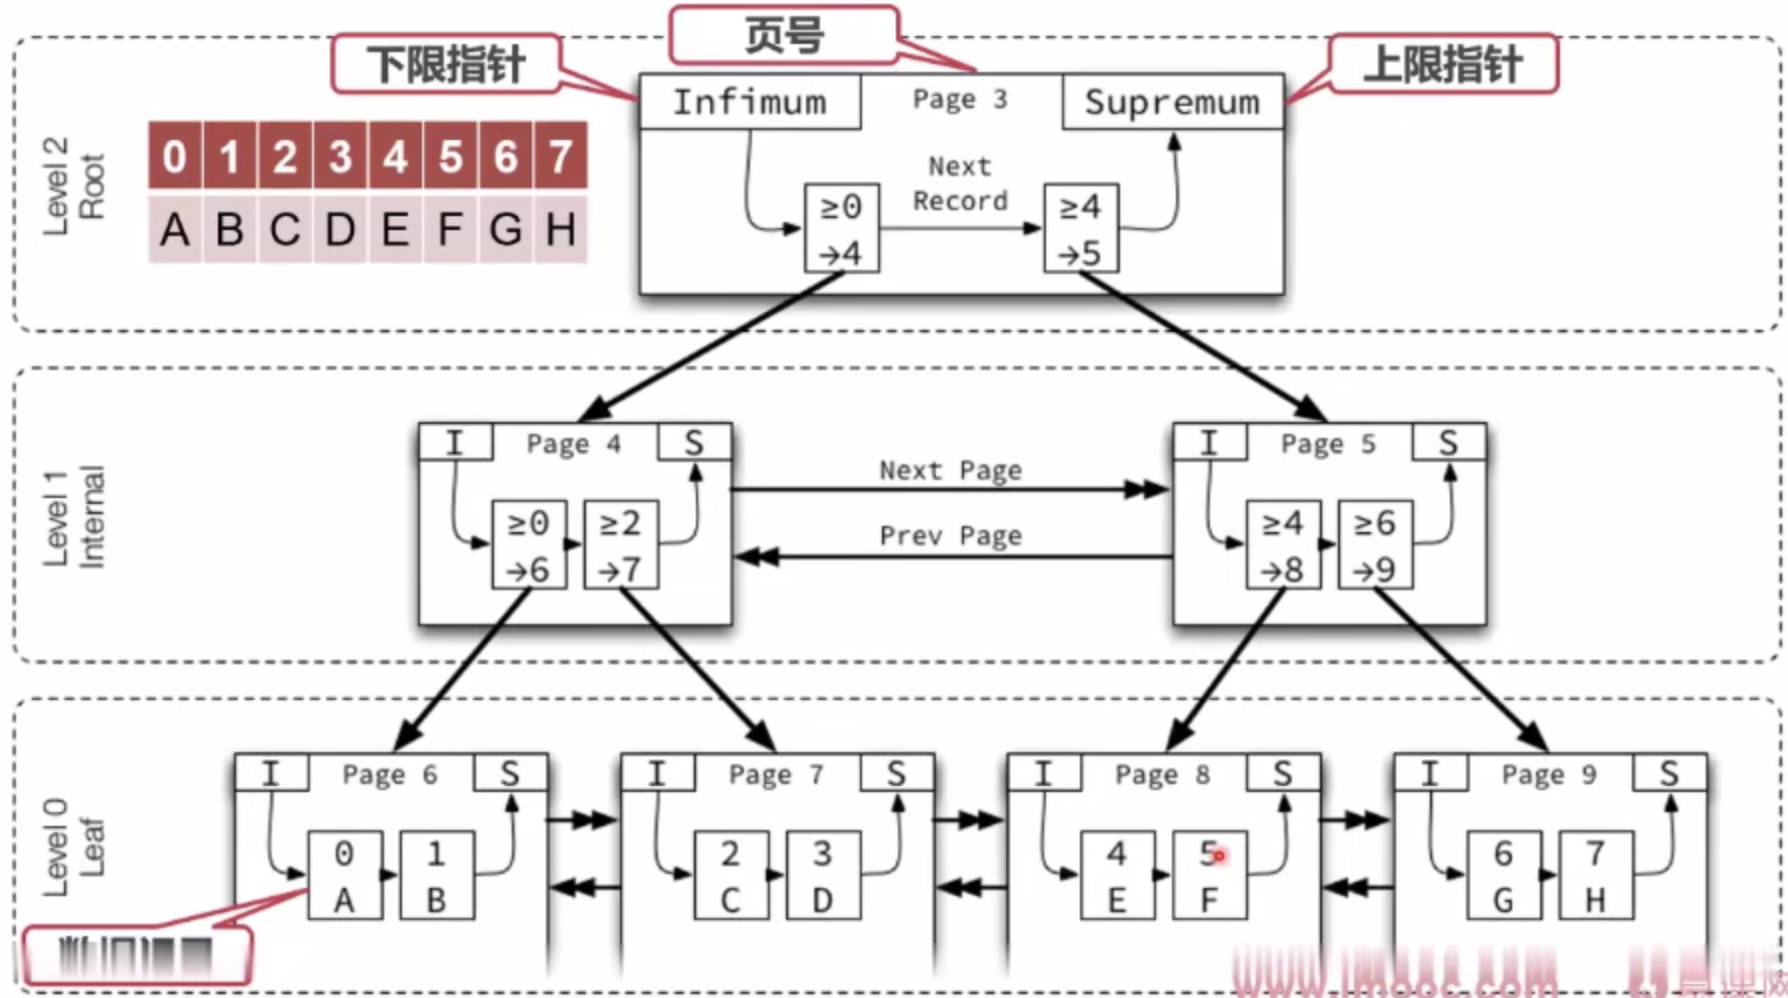 页号
下限指针
上限指针
Infimum
Page 3
Supremum
Level 2
Root
0 1 2 3 4 5 6 7
A B C D E F G H
Next
Record
≥0
→4
≥4
→5
I
Page 4
S
Next Page
Prev Page
I
Page 5
S
Level 1
Internal
≥0
→6
≥2
→7
≥4
→8
≥6
→9
I
Page 6
S
I
Page 7
S
I
Page 8
S
I
Page 9
S
Level 0
Leaf
0
A
1
B
2
C
3
D
4
E
5
F
6
G
7
H
www.imooc.com